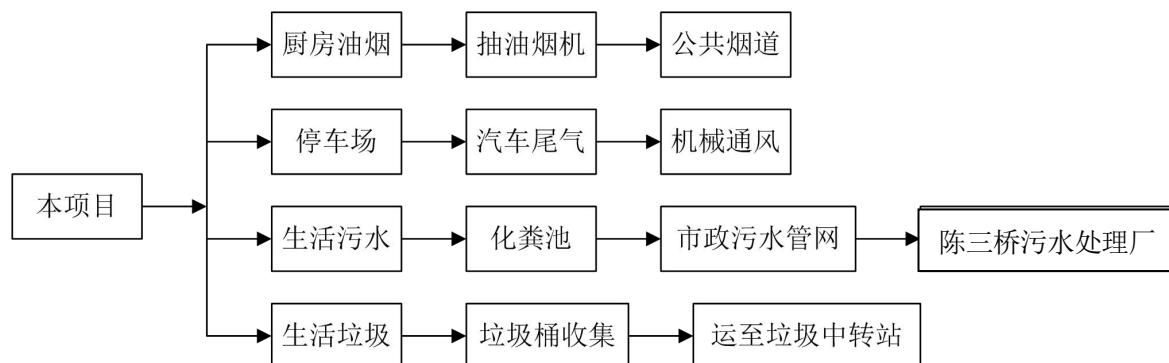 厨房油烟
抽油烟机
公共烟道
停车场
汽车尾气
机械通风
本项目
生活污水
化粪池
市政污水管网
陈三桥污水处理厂
生活垃圾
垃圾桶收集
运至垃圾中转站